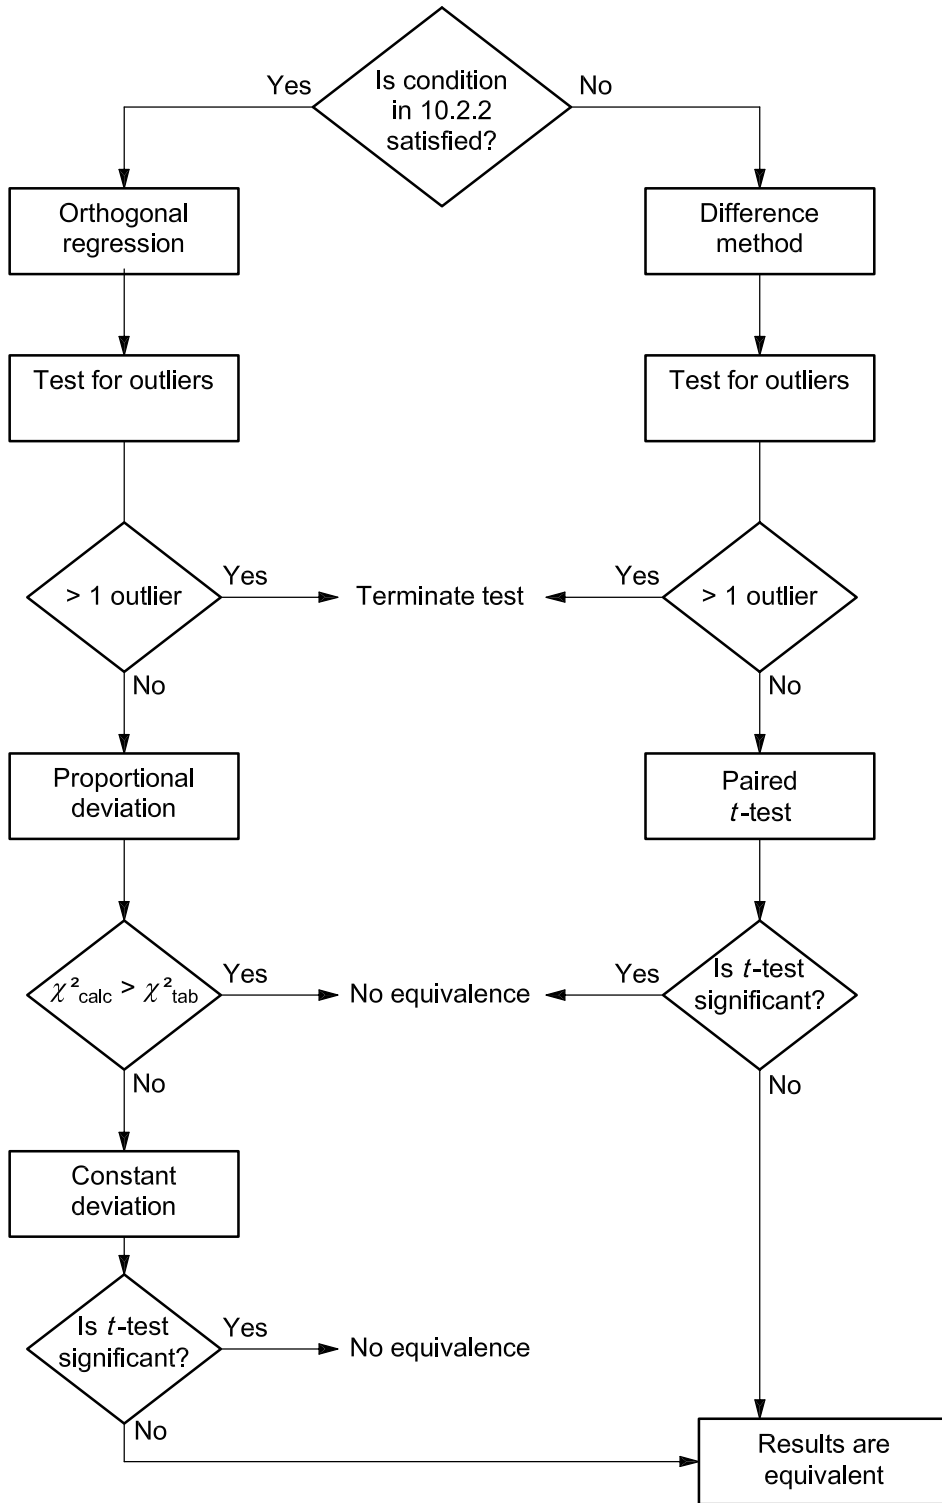 Is condition
in 10.2.2
satisfied?
Yes
No
Orthogonal
regression
Difference
method
Test for outliers
Test for outliers
> 1 outlier
Yes
Terminate test
Yes
> 1 outlier
No
No
Proportional
deviation
Paired
t-test
χ²calc > χ²tab
Yes
No equivalence
Yes
Is t-test
significant?
No
No
Constant
deviation
Is t-test
significant?
Yes
No equivalence
No
Results are
equivalent